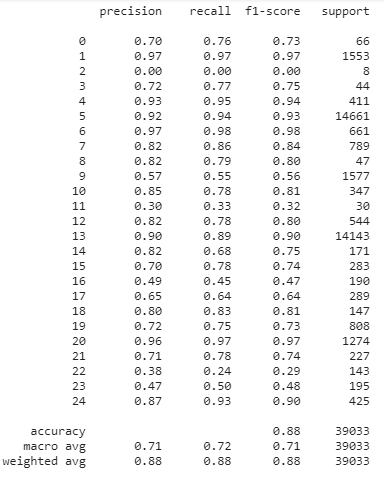 precision recall f1-score support
0 0.70 0.76 0.73 66
1 0.97 0.97 0.97 1553
2 0.00 0.00 0.00 8
3 0.72 0.77 0.75 44
4 0.93 0.95 0.94 411
5 0.92 0.94 0.93 14661
6 0.97 0.98 0.98 661
7 0.82 0.86 0.84 789
8 0.82 0.79 0.80 47
9 0.57 0.55 0.56 1577
10 0.85 0.78 0.81 347
11 0.30 0.33 0.32 30
12 0.82 0.78 0.80 544
13 0.90 0.89 0.90 14143
14 0.82 0.68 0.75 171
15 0.70 0.78 0.74 283
16 0.49 0.45 0.47 190
17 0.65 0.64 0.64 289
18 0.80 0.83 0.81 147
19 0.72 0.75 0.73 808
20 0.96 0.97 0.97 1274
21 0.71 0.78 0.74 227
22 0.38 0.24 0.29 143
23 0.47 0.50 0.48 195
24 0.87 0.93 0.90 425
accuracy 0.88 39033
macro avg 0.71 0.72 0.71 39033
weighted avg 0.88 0.88 0.88 39033